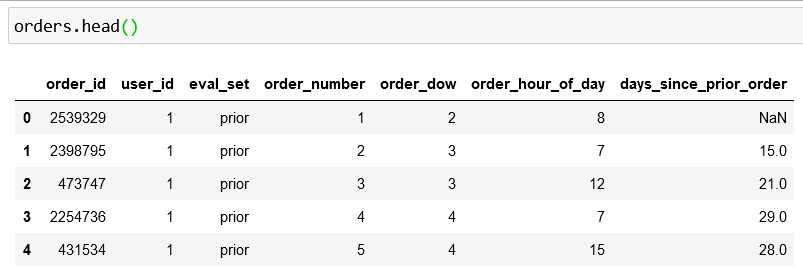 orders.head()
order_id user_id eval_set order_number order_dow order_hour_of_day days_since_prior_order
0 2539329 1 prior 1 2 8 NaN
1 2398795 1 prior 2 3 7 15.0
2 473747 1 prior 3 3 12 21.0
3 2254736 1 prior 4 4 7 29.0
4 431534 1 prior 5 4 15 28.0